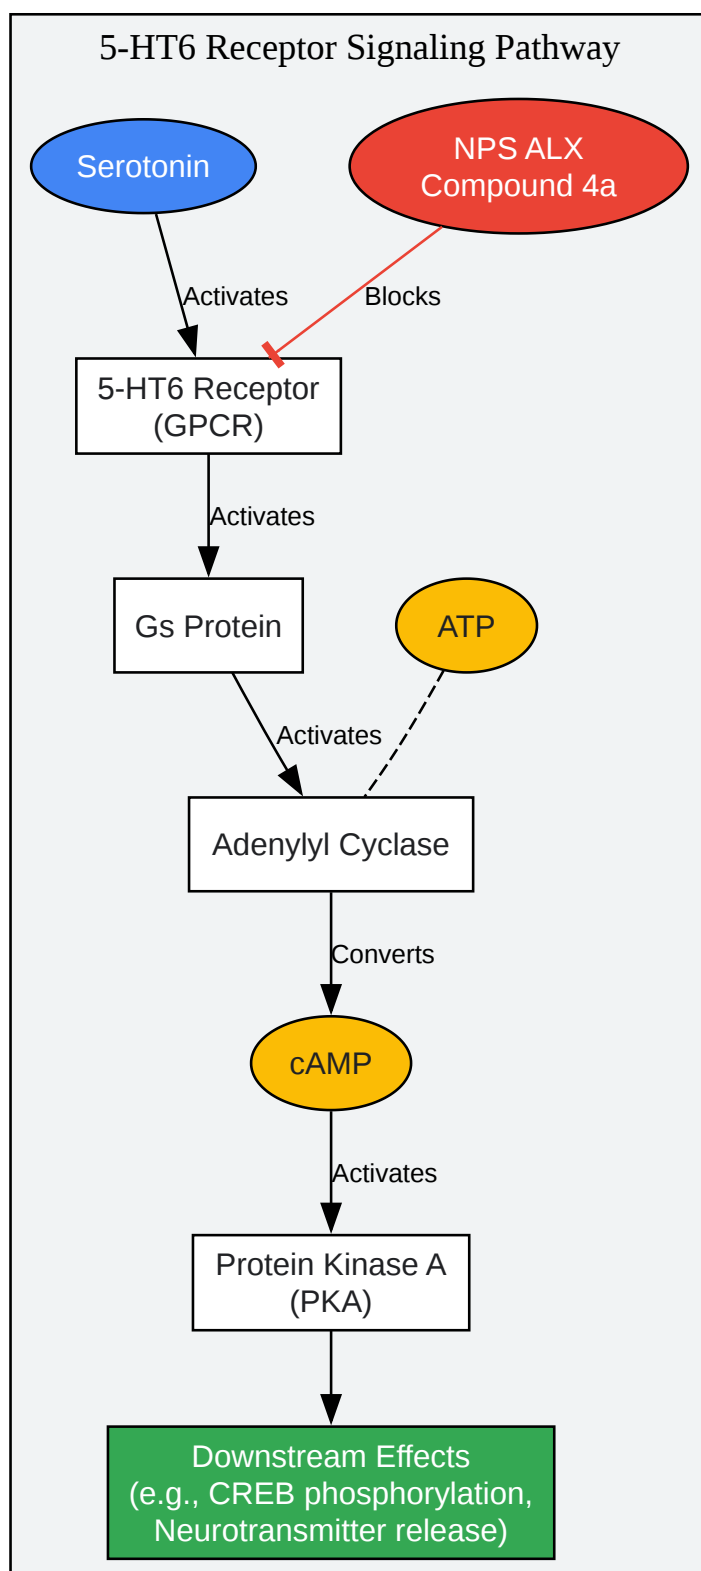 5-HT6 Receptor Signaling Pathway
Serotonin
NPS ALX
Compound 4a
Activates
Blocks
5-HT6 Receptor
(GPCR)
Activates
Gs Protein
ATP
Activates
Adenylyl Cyclase
Converts
cAMP
Activates
Protein Kinase A
(PKA)
Downstream Effects
(e.g., CREB phosphorylation,
Neurotransmitter release)